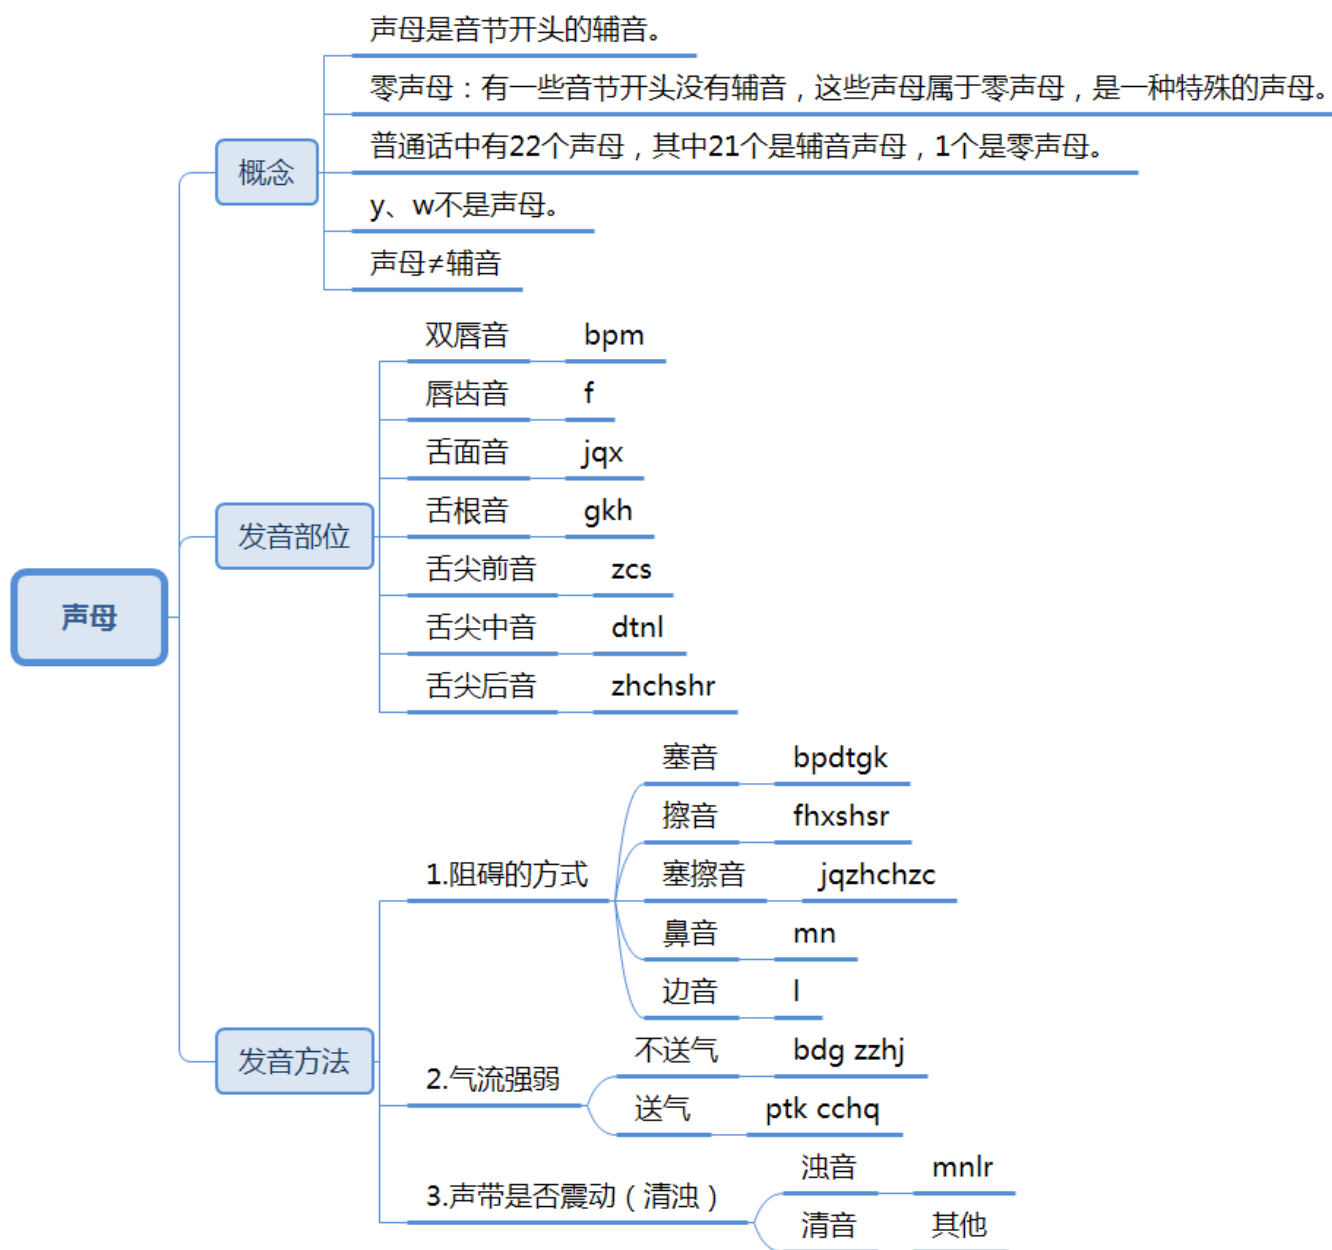 声母
概念
声母是音节开头的辅音。
零声母：有一些音节开头没有辅音，这些声母属于零声母，是一种特殊的声母。
普通话中有22个声母，其中21个是辅音声母，1个是零声母。
y、w不是声母。
声母≠辅音
发音部位
双唇音 bpm
唇齿音 f
舌面音 jqx
舌根音 gkh
舌尖前音 zcs
舌尖中音 dtnl
舌尖后音 zhchshr
发音方法
1.阻碍的方式
塞音 bpdtgk
擦音 fhxshsr
塞擦音 jqzhchzc
鼻音 mn
边音 l
2.气流强弱
不送气 bdg zzhj
送气 ptk cchq
3.声带是否震动（清浊）
浊音 mnlr
清音 其他